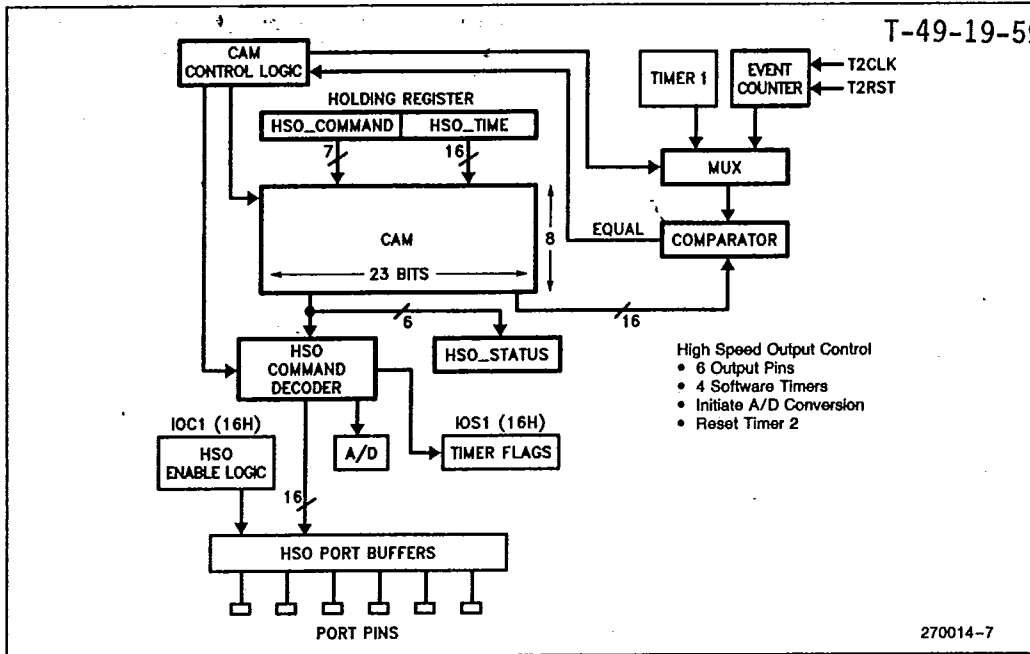 T-49-19-59
CAM
CONTROL LOGIC
TIMER 1
EVENT
COUNTER
T2CLK
T2RST
HOLDING REGISTER
HSO_COMMAND
HSO_TIME
7
16
MUX
CAM
8
EQUAL
COMPARATOR
23 BITS
6
16
HSO
COMMAND
DECODER
HSO_STATUS
High Speed Output Control
• 6 Output Pins
• 4 Software Timers
• Initiate A/D Conversion
• Reset Timer 2
IOC1 (16H)
HSO
ENABLE LOGIC
A/D
IOS1 (16H)
TIMER FLAGS
16
HSO PORT BUFFERS
PORT PINS
270014-7